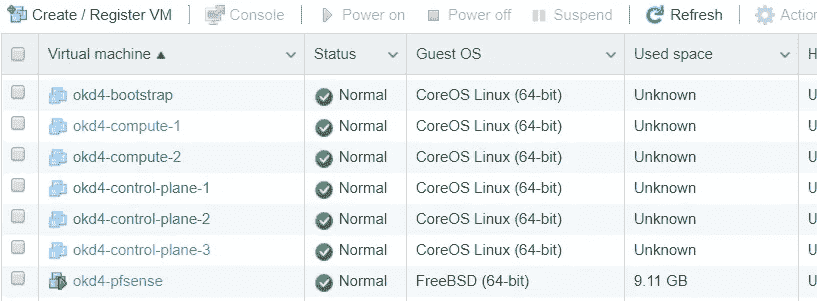 Create / Register VM Console Power on Power off Suspend Refresh Action
Virtual machine Status Guest OS Used space H
okd4-bootstrap Normal CoreOS Linux (64-bit) Unknown U
okd4-compute-1 Normal CoreOS Linux (64-bit) Unknown U
okd4-compute-2 Normal CoreOS Linux (64-bit) Unknown U
okd4-control-plane-1 Normal CoreOS Linux (64-bit) Unknown U
okd4-control-plane-2 Normal CoreOS Linux (64-bit) Unknown U
okd4-control-plane-3 Normal CoreOS Linux (64-bit) Unknown U
okd4-pfsense Normal FreeBSD (64-bit) 9.11 GB U